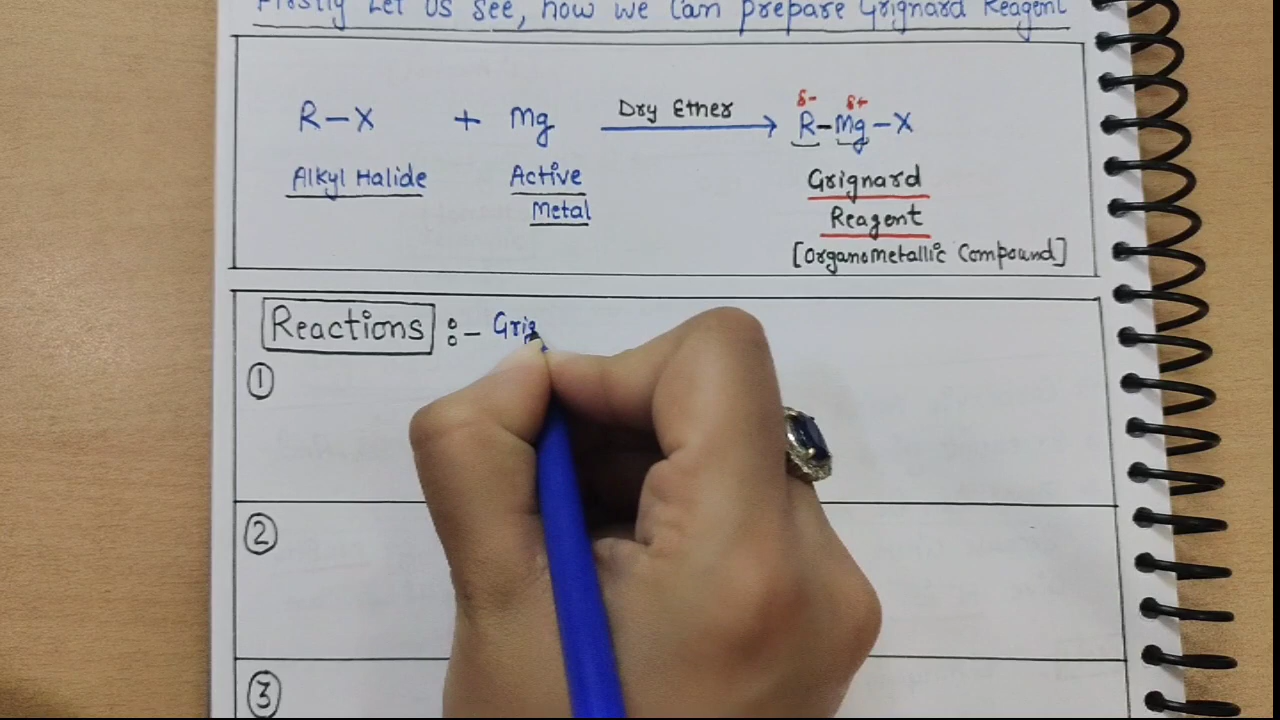 Firstly Let Us See, how we Can prepare Grignard Reagent
R-X + Mg Dry Ether R-Mg-X
δ- δ+
Alkyl Halide Active Metal Grignard Reagent
[Organometallic Compound]
Reactions :- Grig
1
2
3